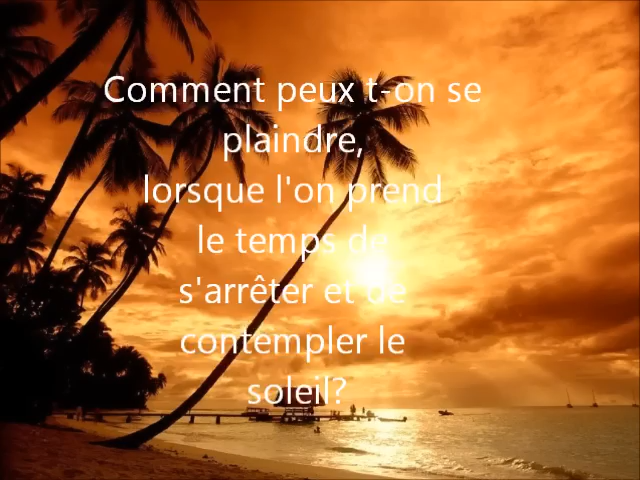 Comment peux t-on se
plaindre,
lorsque l'on prend
le temps de
s'arrêter et de
contempler le
soleil?